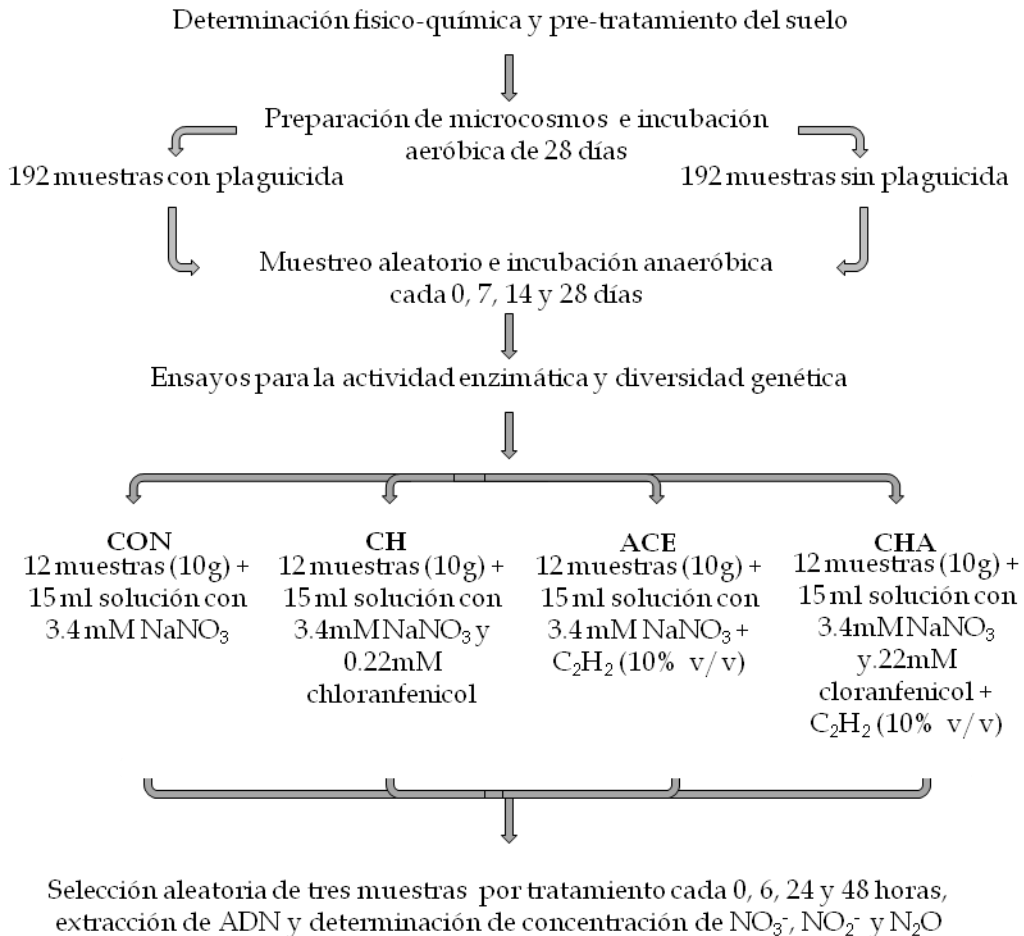 Determinación fisico-química y pre-tratamiento del suelo
Preparación de microcosmos e incubación
aeróbica de 28 días
192 muestras con plaguicida
192 muestras sin plaguicida
Muestreo aleatorio e incubación anaeróbica
cada 0, 7, 14 y 28 días
Ensayos para la actividad enzimática y diversidad genética
CON
12 muestras (10g) +
15 ml solución con
3.4 mM NaNO₃
CH
12 muestras (10g) +
15 ml solución con
3.4mM NaNO₃ y
0.22mM
chloranfenicol
ACE
12 muestras (10g) +
15 ml solución con
3.4 mM NaNO₃ +
C₂H₂ (10% v/v)
CHA
12 muestras (10g) +
15 ml solución con
3.4mM NaNO₃
y.22mM
cloranfenicol +
C₂H₂ (10% v/v)
Selección aleatoria de tres muestras por tratamiento cada 0, 6, 24 y 48 horas,
extracción de ADN y determinación de concentración de NO₃⁻, NO₂⁻ y N₂O